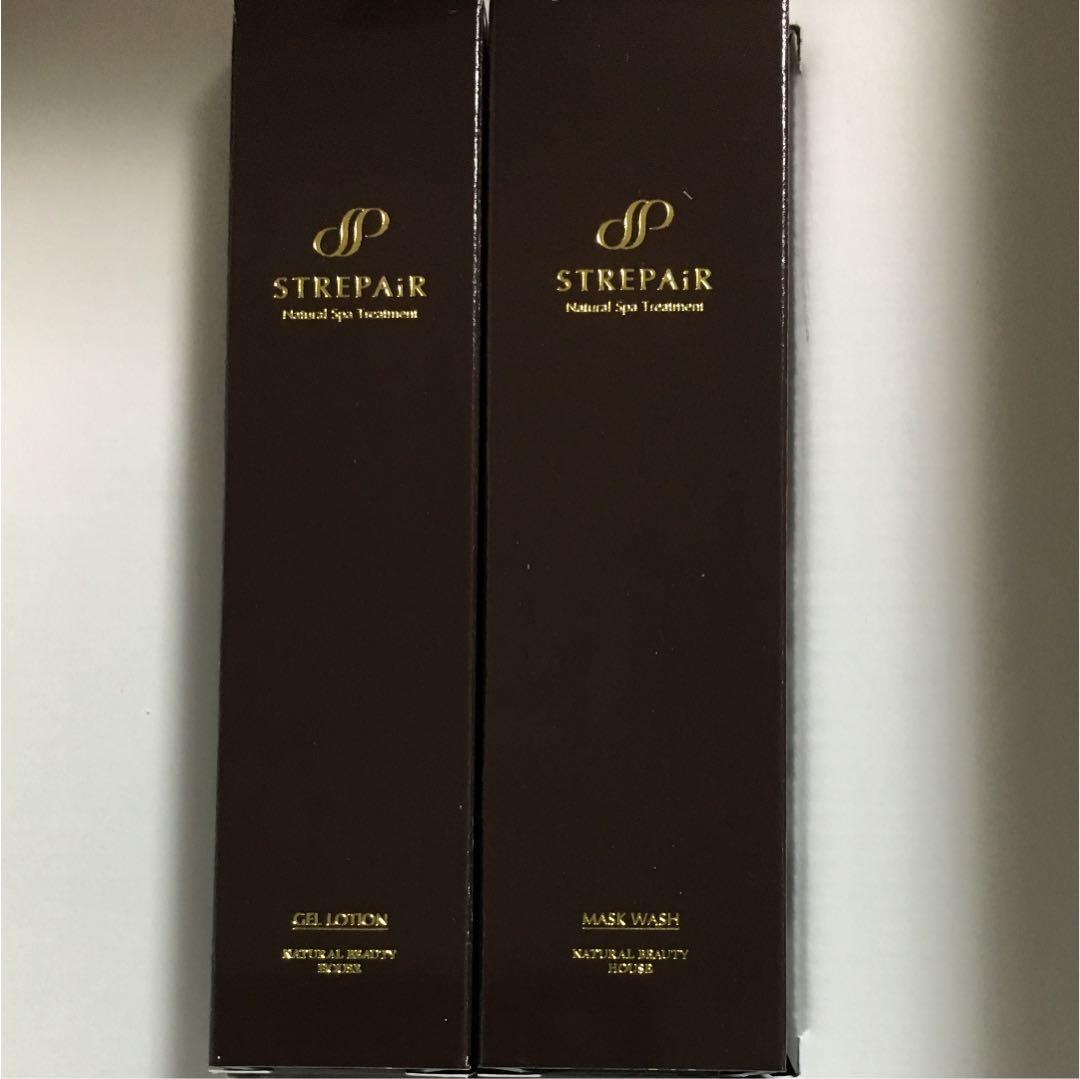 STREPAiR
Natural Spa Treatment
GEL LOTION
NATURAL BEAUTY
HOUSE
STREPAiR
Natural Spa Treatment
MASK WASH
NATURAL BEAUTY
HOUSE